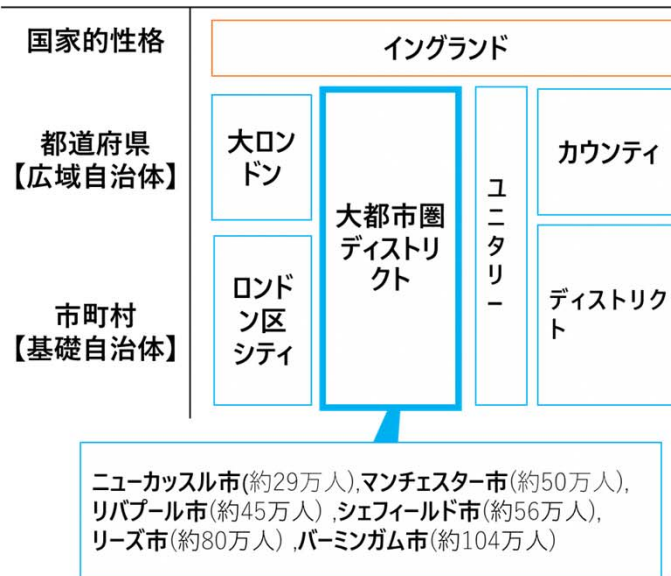 国家的性格
イングランド
都道府県
【広域自治体】
大ロン
ドン
大都市圏
ディストリ
クト
ユニタリー
カウンティ
市町村
【基礎自治体】
ロンド
ン区
シティ
ディストリク
ト
ニューカッスル市(約29万人),マンチェスター市(約50万人),
リバプール市(約45万人) ,シェフィールド市(約56万人),
リーズ市(約80万人) ,バーミンガム市(約104万人)